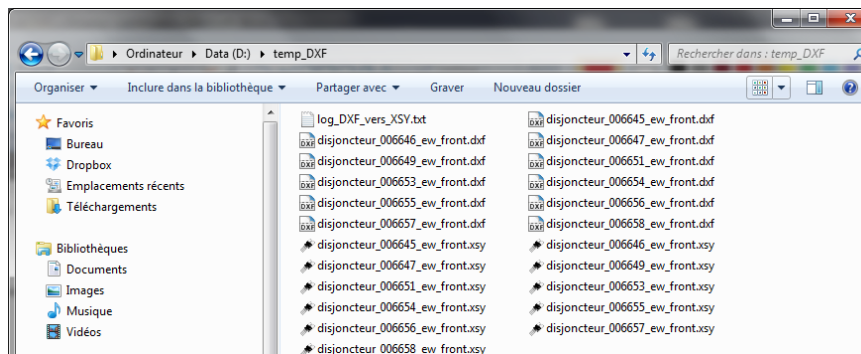 Ordinateur ▸ Data (D:) ▸ temp_DXF
Rechercher dans : temp_DXF
Organiser Inclure dans la bibliothèque Partager avec Graver Nouveau dossier
Favoris
Bureau
Dropbox
Emplacements récents
Téléchargements
Bibliothèques
Documents
Images
Musique
Vidéos
log_DXF_vers_XSY.txt
disjoncteur_006646_ew_front.dxf
disjoncteur_006649_ew_front.dxf
disjoncteur_006653_ew_front.dxf
disjoncteur_006655_ew_front.dxf
disjoncteur_006657_ew_front.dxf
disjoncteur_006645_ew_front.xsy
disjoncteur_006647_ew_front.xsy
disjoncteur_006651_ew_front.xsy
disjoncteur_006654_ew_front.xsy
disjoncteur_006656_ew_front.xsy
disjoncteur_006658_ew_front.xsy
disjoncteur_006645_ew_front.dxf
disjoncteur_006647_ew_front.dxf
disjoncteur_006651_ew_front.dxf
disjoncteur_006654_ew_front.dxf
disjoncteur_006656_ew_front.dxf
disjoncteur_006658_ew_front.dxf
disjoncteur_006646_ew_front.xsy
disjoncteur_006649_ew_front.xsy
disjoncteur_006653_ew_front.xsy
disjoncteur_006655_ew_front.xsy
disjoncteur_006657_ew_front.xsy